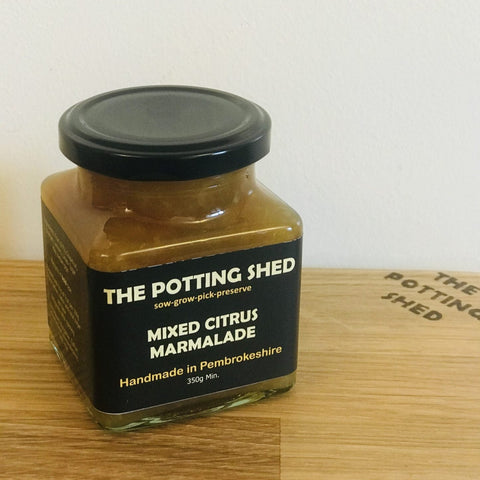 THE POTTING SHED
sow-grow-pick-preserve
MIXED CITRUS
MARMALADE
Handmade in Pembrokeshire
350g Min.
THE
POTTING
SHED